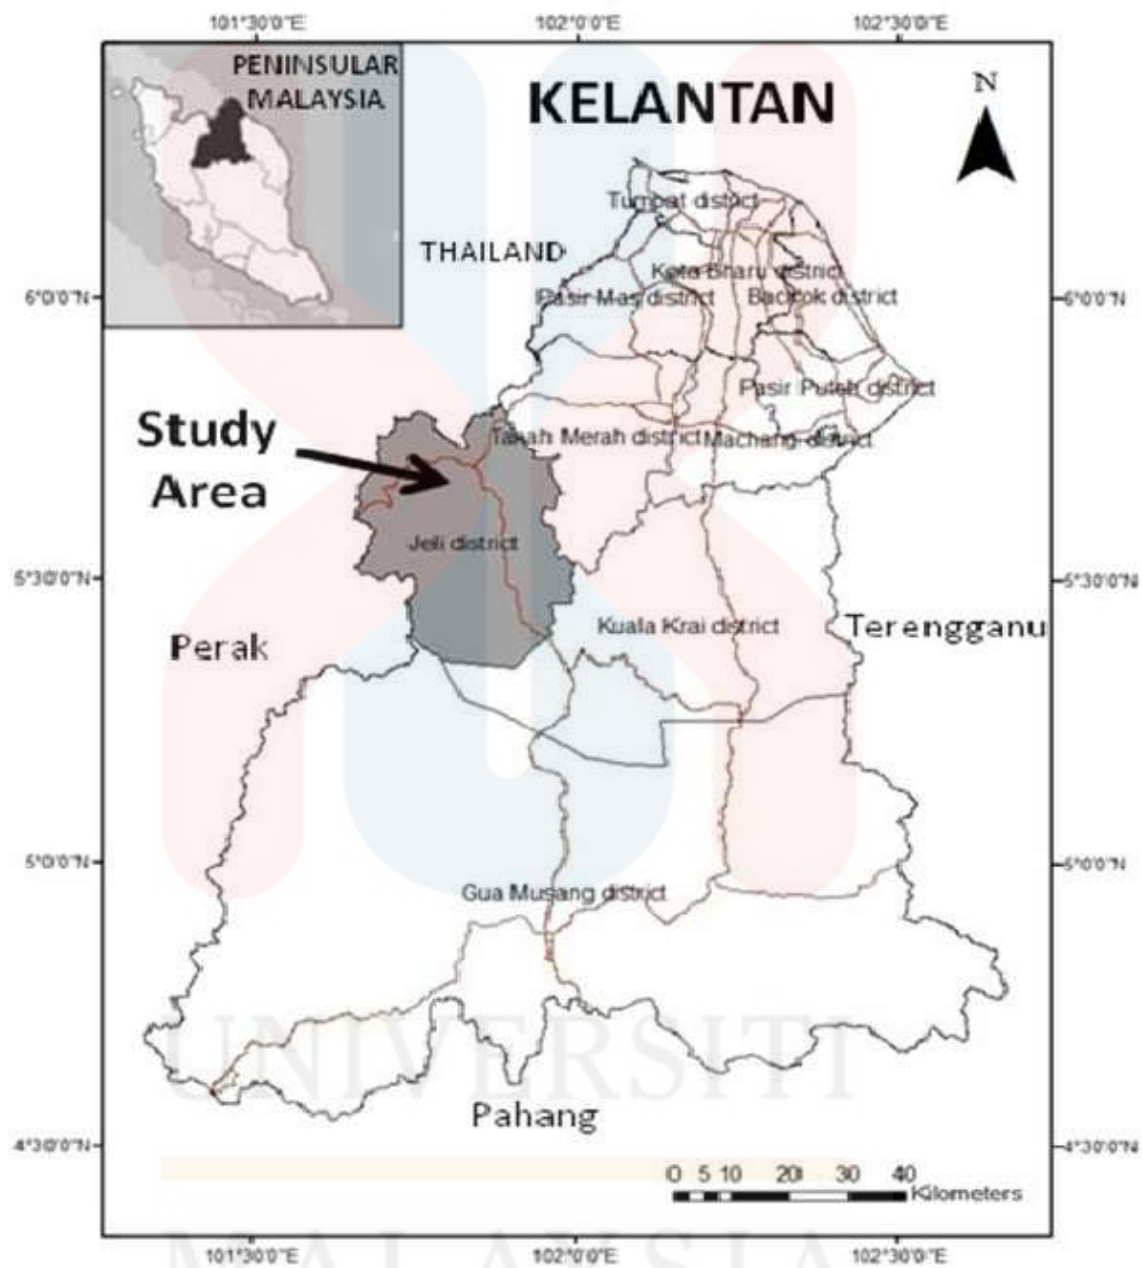 101°30'0"E 102°0'0"E 102°30'0"E
PENINSULAR
MALAYSIA
KELANTAN
N
Tumpat district
THAILAND
Kota Bharu district
6°0'0"N Pasir Mas district Bachok district 6°0'0"N
Pasir Puteh district
Study
Area
Tanah Merah district Machang district
Jeli district
5°30'0"N 5°30'0"N
Kuala Krai district
Terengganu
Perak
5°0'0"N 5°0'0"N
Gua Musang district
UNIVERSITI
Pahang
4°30'0"N 4°30'0"N
0 5 10 20 30 40
Kilometers
MALAYSIA
101°30'0"E 102°0'0"E 102°30'0"E